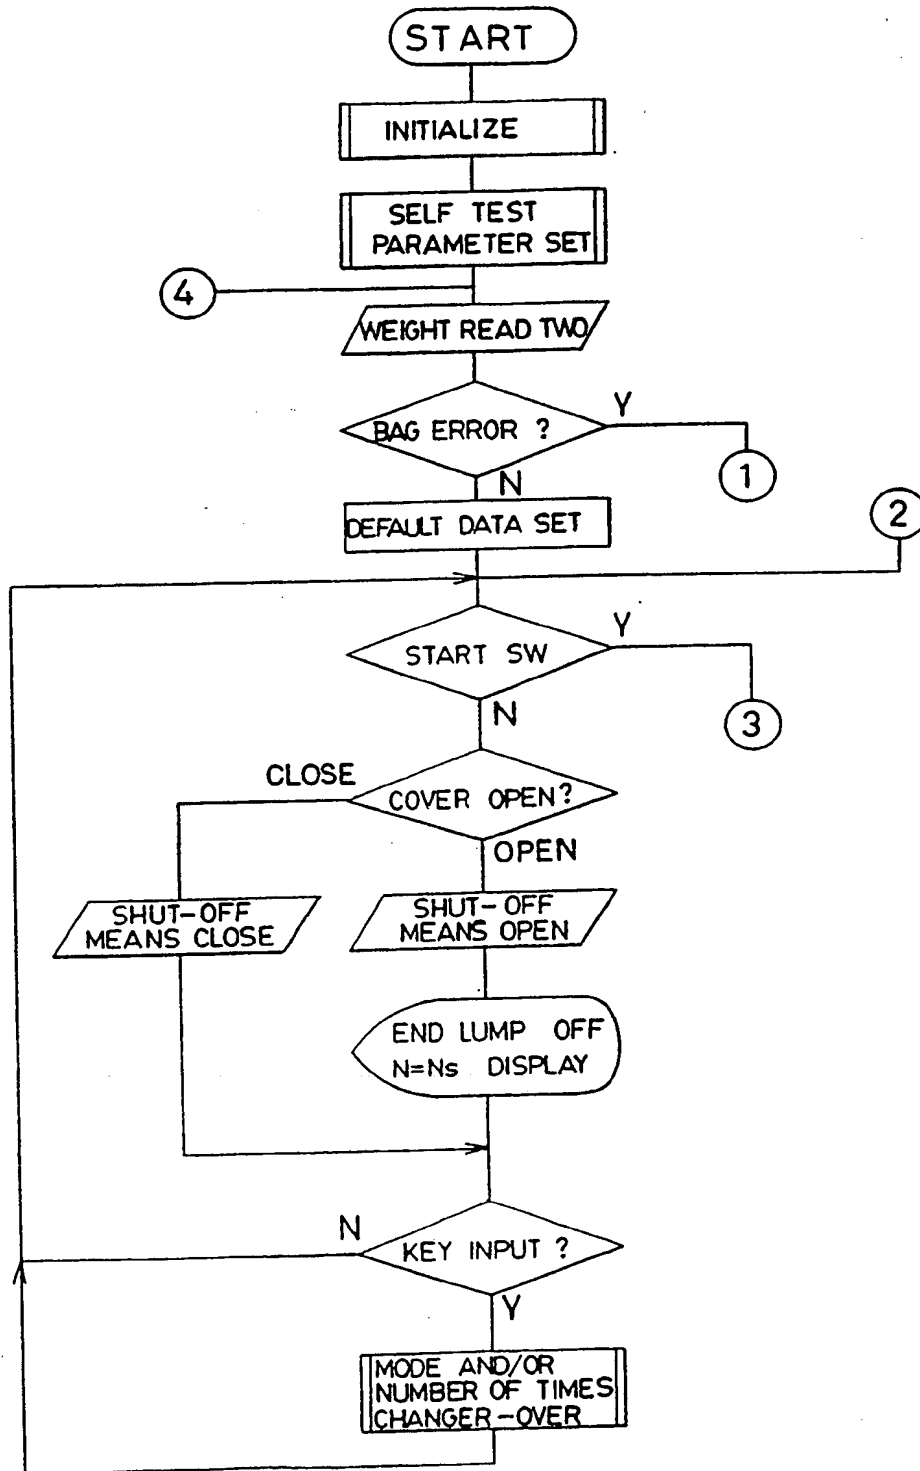 START
INITIALIZE
SELF TEST
PARAMETER SET
4
WEIGHT READ TWO
BAG ERROR ?
Y
1
N
DEFAULT DATA SET
2
START SW
Y
3
N
COVER OPEN?
CLOSE
OPEN
SHUT-OFF
MEANS CLOSE
SHUT-OFF
MEANS OPEN
END LUMP OFF
N=Ns DISPLAY
N
KEY INPUT ?
Y
MODE AND/OR
NUMBER OF TIMES
CHANGER-OVER